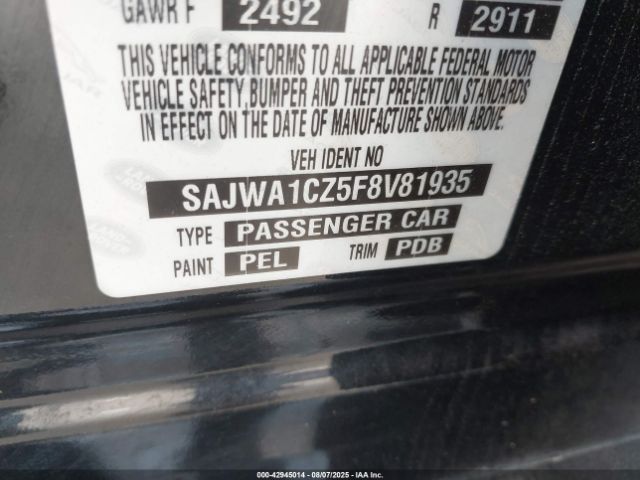 GAWR F 2492 R 2911
THIS VEHICLE CONFORMS TO ALL APPLICABLE FEDERAL MOTOR
VEHICLE SAFETY, BUMPER AND THEFT PREVENTION STANDARDS
IN EFFECT ON THE DATE OF MANUFACTURE SHOWN ABOVE.
VEH IDENT NO
SAJWA1CZ5F8V81935
TYPE PASSENGER CAR
PAINT PEL TRIM PDB
000-42945014 - 08/07/2025 - iaai.com